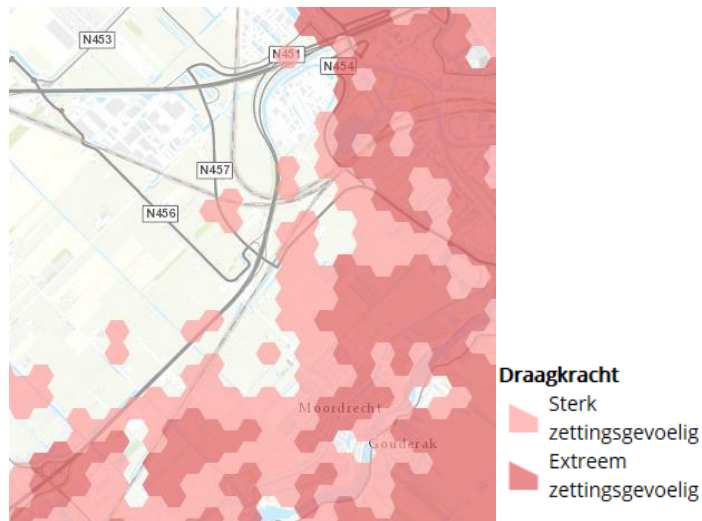 N453
N451
N454
N457
N456
Moordrecht
Gouderak
Draagkracht
Sterk
zettingsgevoelig
Extreem
zettingsgevoelig